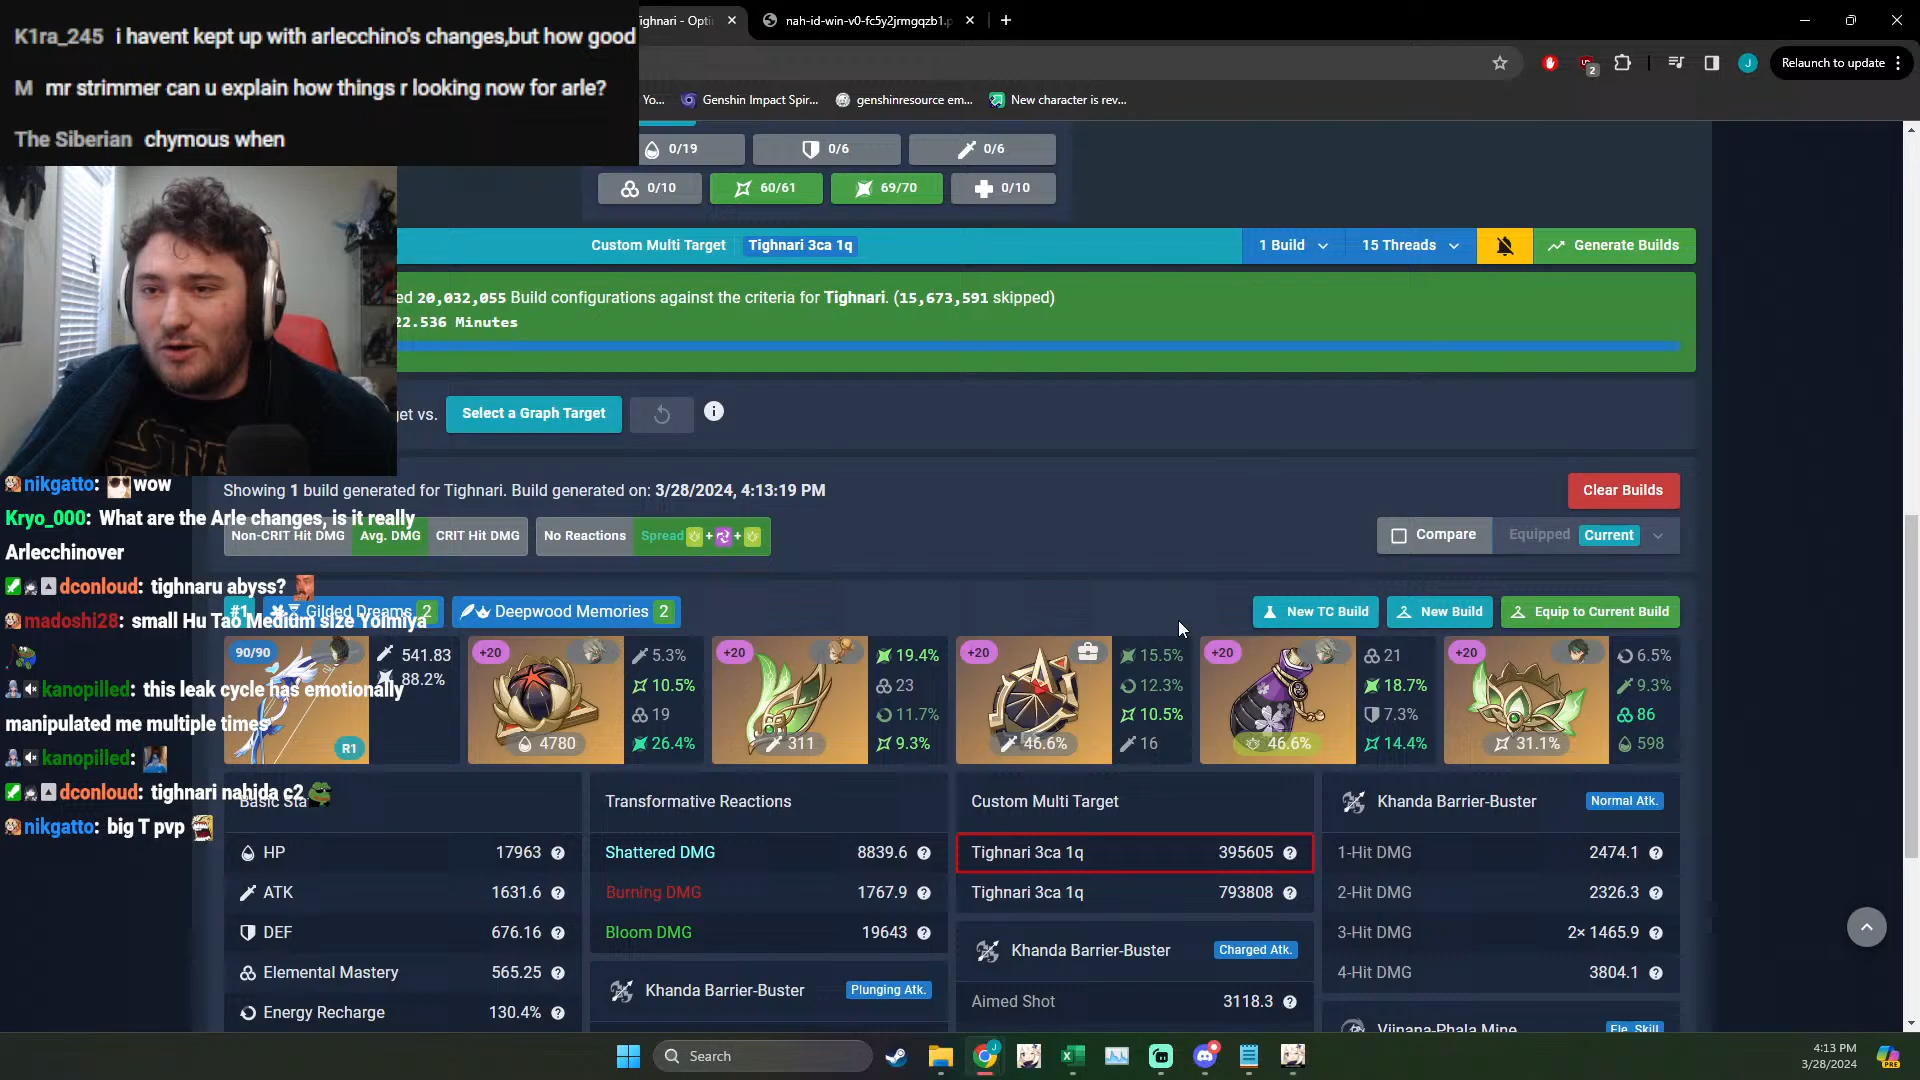 K1ra_245 i havent kept up with arlecchino's changes,but how good
M mr strimmer can u explain how things r looking now for arle?
The Siberian chymous when
ighnari - Opti
nah-id-win-v0-fc5y2jrmgqzb1.p
2
J
Relaunch to update
Yo...
Genshin Impact Spir...
genshinresource em...
New character is rev...
0/19
0/6
0/6
0/10
60/61
69/70
0/10
Custom Multi Target
Tighnari 3ca 1q
1 Build
15 Threads
Generate Builds
ed 20,032,055 Build configurations against the criteria for Tighnari. (15,673,591 skipped)
22.536 Minutes
et vs.
Select a Graph Target
Showing 1 build generated for Tighnari. Build generated on: 3/28/2024, 4:13:19 PM
Clear Builds
Non-CRIT Hit DMG
Avg. DMG
CRIT Hit DMG
No Reactions
Spread
+
+
Compare
Equipped
Current
#1
Gilded Dreams 2
Deepwood Memories 2
New TC Build
New Build
Equip to Current Build
90/90
541.83
88.2%
R1
+20
5.3%
10.5%
19
26.4%
4780
+20
19.4%
23
11.7%
9.3%
311
+20
15.5%
12.3%
10.5%
16
46.6%
+20
21
18.7%
7.3%
14.4%
46.6%
+20
6.5%
9.3%
86
598
31.1%
Basic Sta
HP 17963
ATK 1631.6
DEF 676.16
Elemental Mastery 565.25
Energy Recharge 130.4%
Transformative Reactions
Shattered DMG 8839.6
Burning DMG 1767.9
Bloom DMG 19643
Khanda Barrier-Buster
Plunging Atk.
Custom Multi Target
Tighnari 3ca 1q 395605
Tighnari 3ca 1q 793808
Khanda Barrier-Buster
Charged Atk.
Aimed Shot 3118.3
Khanda Barrier-Buster
Normal Atk.
1-Hit DMG 2474.1
2-Hit DMG 2326.3
3-Hit DMG 2× 1465.9
4-Hit DMG 3804.1
Vijnana-Phala Mine
Ele. Skill
nikgatto: wow
Kryo_000: What are the Arle changes, is it really
Arlecchinover
dconloud: tighnaru abyss?
madoshi28: small Hu Tao Medium size Yoimiya
kanopilled: this leak cycle has emotionally
manipulated me multiple times
kanopilled:
dconloud: tighnari nahida c2
nikgatto: big T pvp
Search
J
4:13 PM
3/28/2024
PRE